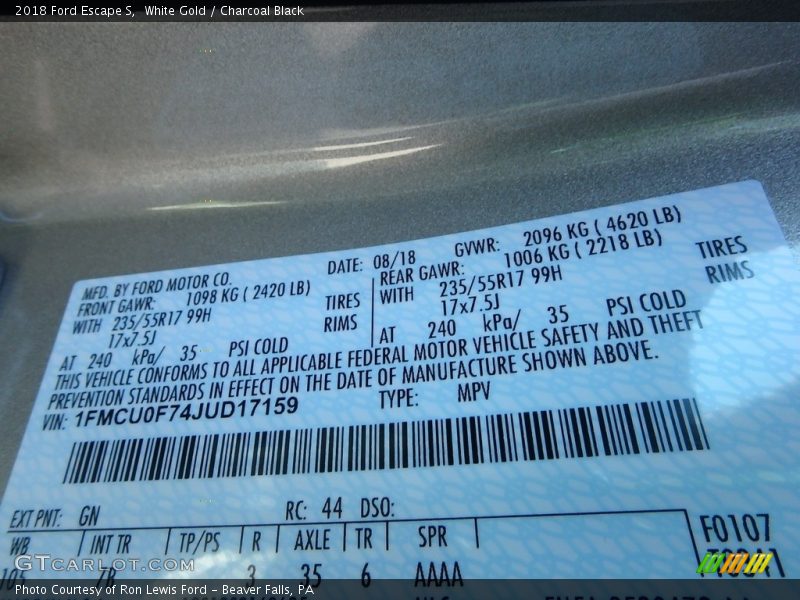 2018 Ford Escape S, White Gold / Charcoal Black
MFD. BY FORD MOTOR CO.
DATE: 08/18 GVWR: 2096 KG ( 4620 LB)
FRONT GAWR: 1098 KG ( 2420 LB)
REAR GAWR: 1006 KG ( 2218 LB)
WITH 235/55R17 99H TIRES
WITH 235/55R17 99H TIRES
17x7.5J RIMS
17x7.5J RIMS
AT 240 kPa/ 35 PSI COLD
AT 240 kPa/ 35 PSI COLD
THIS VEHICLE CONFORMS TO ALL APPLICABLE FEDERAL MOTOR VEHICLE SAFETY AND THEFT
PREVENTION STANDARDS IN EFFECT ON THE DATE OF MANUFACTURE SHOWN ABOVE.
VIN: 1FMCU0F74JUD17159 TYPE: MPV
EXT PNT: GN RC: 44 DSO:
WB INT TR TP/PS R AXLE TR SPR F0107
105 7B 3 35 6 AAAA
GTCarLot.com
Photo Courtesy of Ron Lewis Ford - Beaver Falls, PA